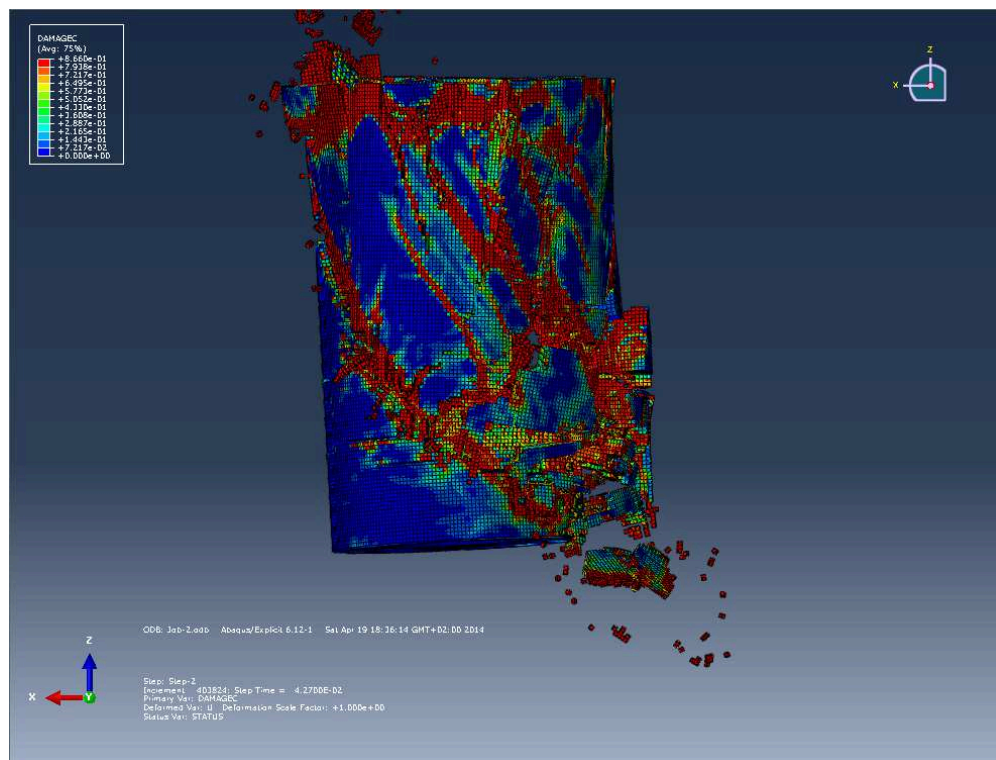 DAMAGEC
(Avg: 75%)
+8.660e-01
+7.938e-01
+7.217e-01
+6.495e-01
+5.773e-01
+5.052e-01
+4.330e-01
+3.608e-01
+2.887e-01
+2.165e-01
+1.443e-01
+7.217e-02
+0.000e+00
Z
X
ODB: Job-2.odb Abaqus/Explicit 6.12-1 Sat Apr 19 18:36:14 GMT+02:00 2014
Z
X
Y
Step: Step-2
Increment 403824: Step Time = 4.2700E-02
Primary Var: DAMAGEC
Deformed Var: U Deformation Scale Factor: +1.000e+00
Status Var: STATUS